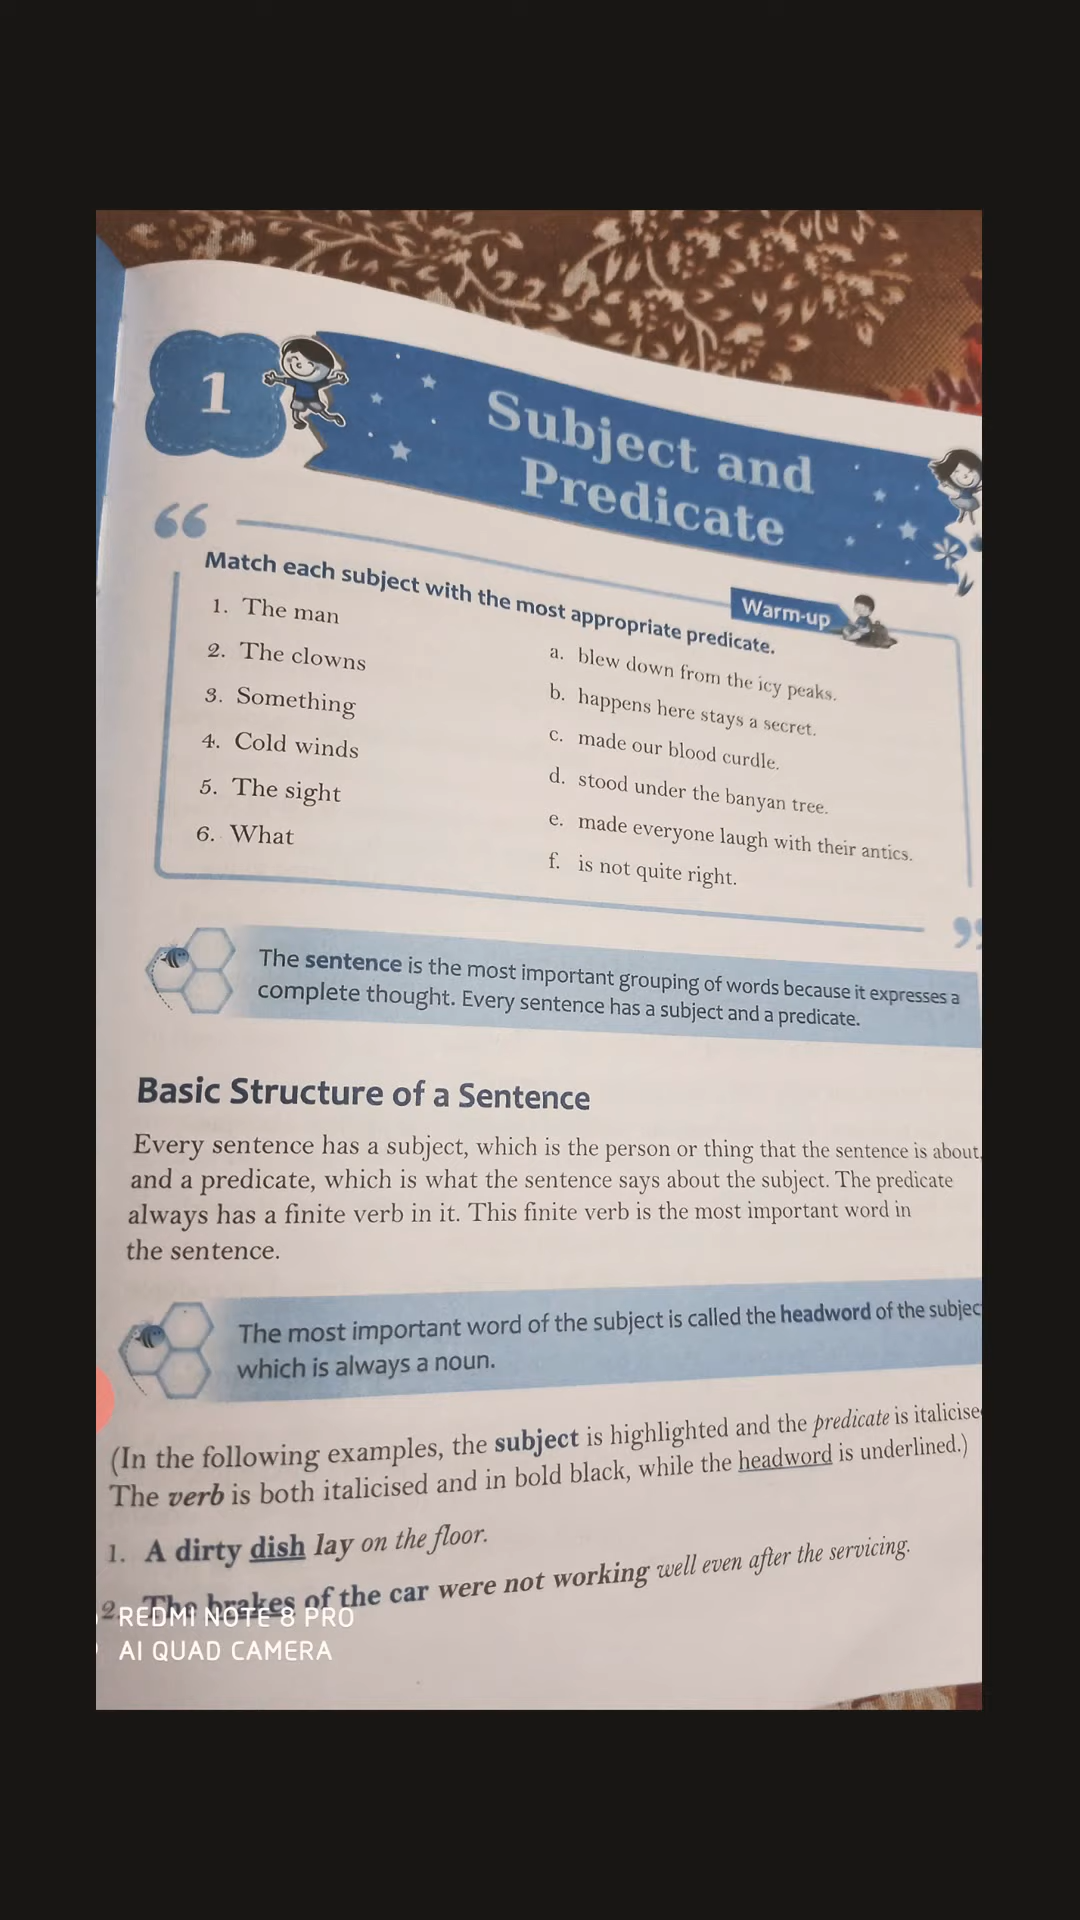 1
Subject and
Predicate
Warm-up
Match each subject with the most appropriate predicate.
1. The man
2. The clowns
3. Something
4. Cold winds
5. The sight
6. What
a. blew down from the icy peaks.
b. happens here stays a secret.
c. made our blood curdle.
d. stood under the banyan tree.
e. made everyone laugh with their antics.
f. is not quite right.
The sentence is the most important grouping of words because it expresses a
complete thought. Every sentence has a subject and a predicate.
Basic Structure of a Sentence
Every sentence has a subject, which is the person or thing that the sentence is about,
and a predicate, which is what the sentence says about the subject. The predicate
always has a finite verb in it. This finite verb is the most important word in
the sentence.
The most important word of the subject is called the headword of the subjec
which is always a noun.
(In the following examples, the subject is highlighted and the predicate is italicise
The verb is both italicised and in bold black, while the headword is underlined.)
1. A dirty dish lay on the floor.
2. The brakes of the car were not working well even after the servicing.
REDMI NOTE 8 PRO
AI QUAD CAMERA